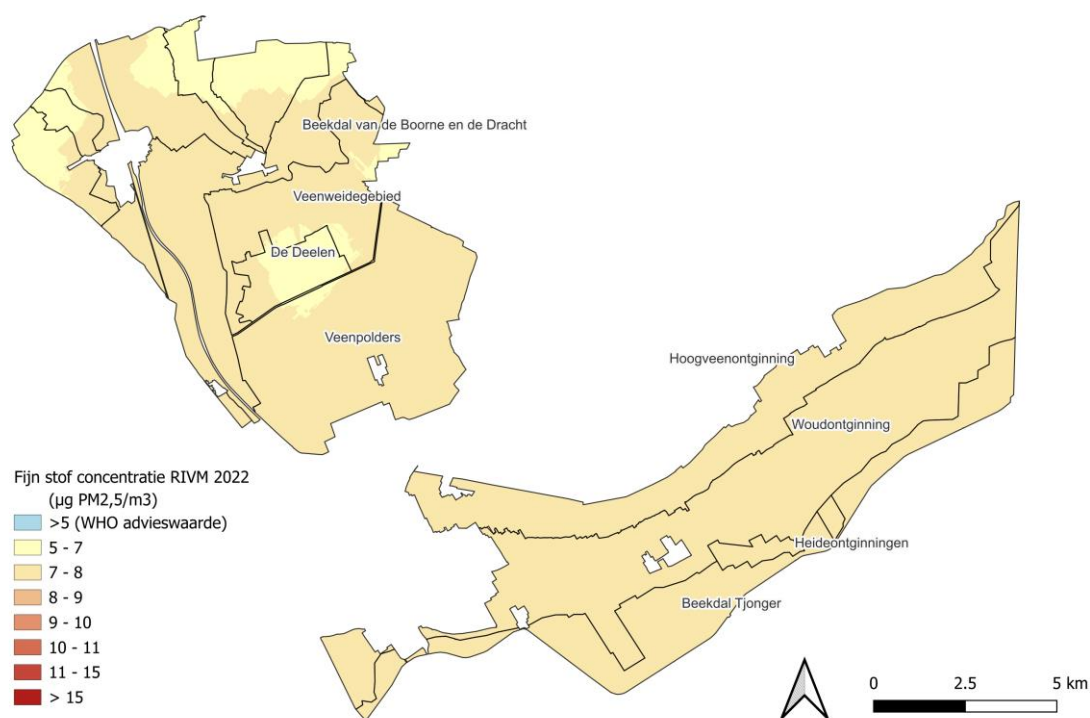 Beekdal van de Boorne en de Dracht
Veenweidegebied
De Deelen
Veenpolders
Hoogveenontginning
Woudontginning
Heideontginningen
Beekdal Tjonger
Fijn stof concentratie RIVM 2022
(µg PM2,5/m3)
>5 (WHO advieswaarde)
5 - 7
7 - 8
8 - 9
9 - 10
10 - 11
11 - 15
> 15
0 2.5 5 km